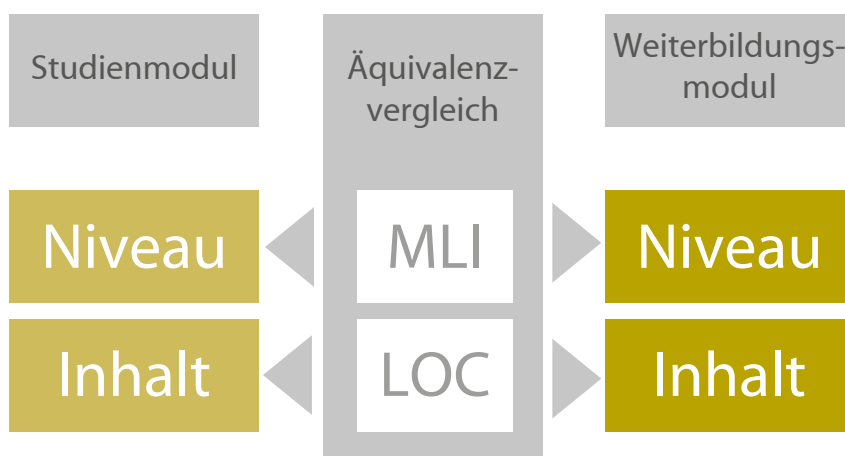 Studienmodul
Äquivalenz-
vergleich
Weiterbildungs-
modul
Niveau
MLI
Niveau
Inhalt
LOC
Inhalt